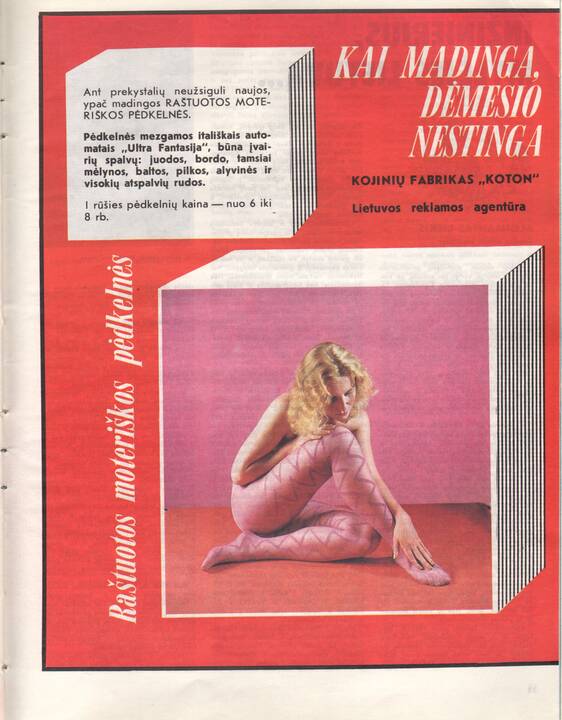 KAI MADINGA,
DĖMESIO
NESTINGA
KOJINIŲ FABRIKAS „KOTON“
Lietuvos reklamos agentūra
Ant prekystalių neužsiguli naujos,
ypač madingos RAŠTUOTOS MOTE-
RIŠKOS PĖDKELNĖS.
Pėdkelnės mezgamos itališkais auto-
matais „Ultra Fantasija“, būna įvai-
rių spalvų: juodos, bordo, tamsiai
mėlynos, baltos, pilkos, alyvinės ir
visokių atspalvių rudos.
I rūšies pėdkelnių kaina — nuo 6 iki
8 rb.
Raštuotos moteriškos pėdkelnės